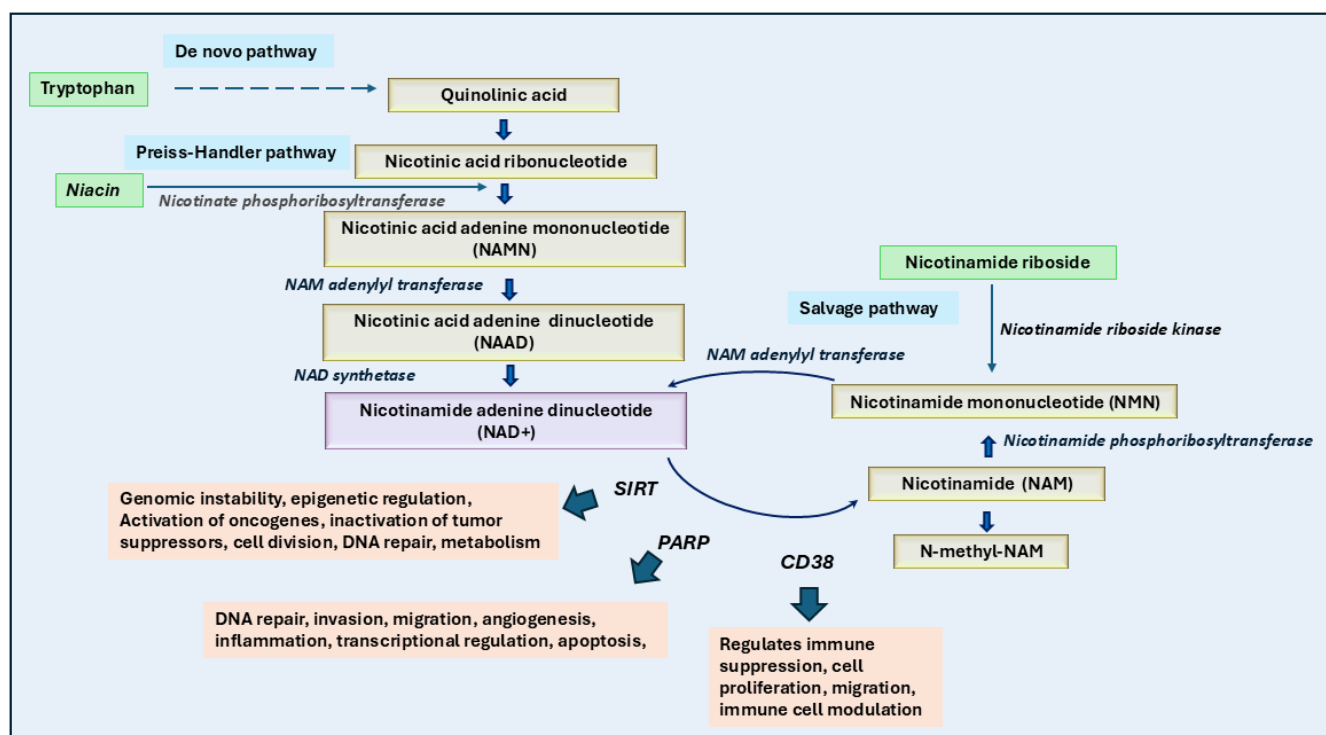 De novo pathway
Tryptophan
Quinolinic acid
Preiss-Handler pathway
Nicotinic acid ribonucleotide
Niacin
Nicotinate phosphoribosyltransferase
Nicotinic acid adenine mononucleotide
(NAMN)
Nicotinamide riboside
NAM adenylyl transferase
Salvage pathway
Nicotinic acid adenine dinucleotide
(NAAD)
Nicotinamide riboside kinase
NAM adenylyl transferase
NAD synthetase
Nicotinamide adenine dinucleotide
(NAD+)
Nicotinamide mononucleotide (NMN)
Nicotinamide phosphoribosyltransferase
Nicotinamide (NAM)
N-methyl-NAM
SIRT
Genomic instability, epigenetic regulation,
Activation of oncogenes, inactivation of tumor
suppressors, cell division, DNA repair, metabolism
PARP
DNA repair, invasion, migration, angiogenesis,
inflammation, transcriptional regulation, apoptosis,
CD38
Regulates immune
suppression, cell
proliferation, migration,
immune cell modulation